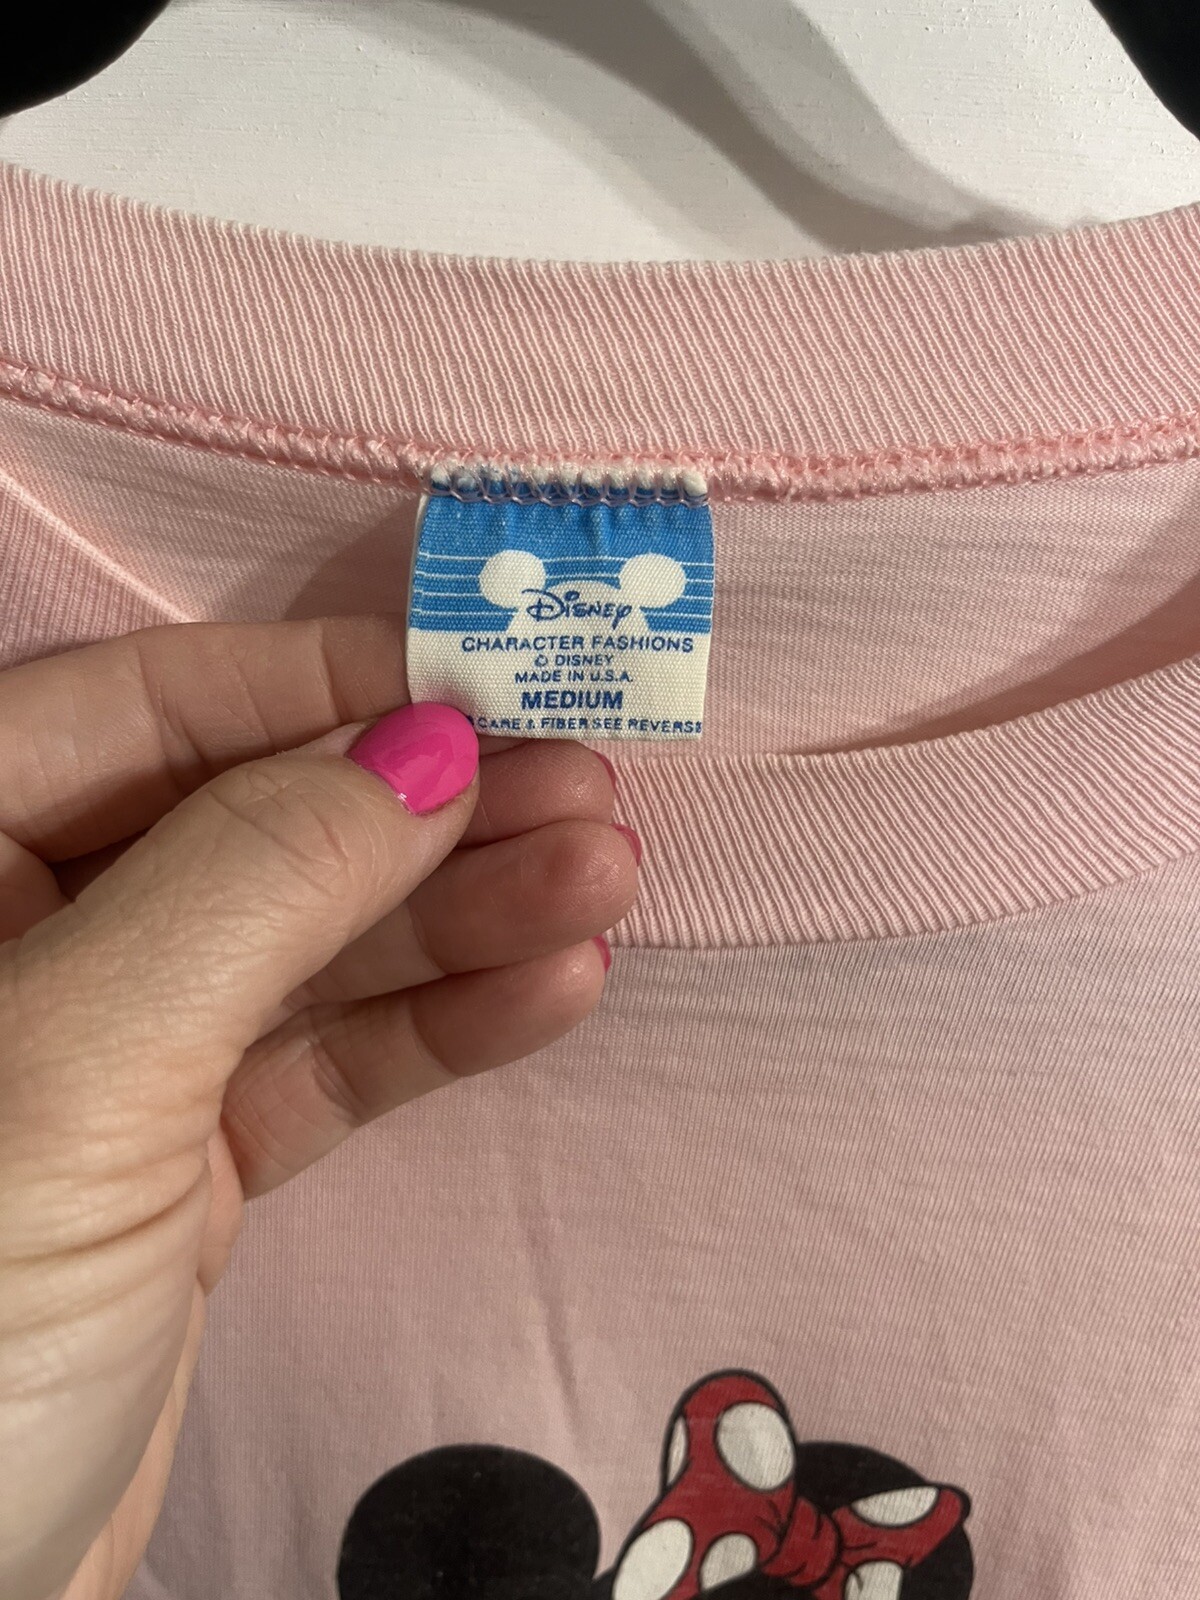 Disney
CHARACTER FASHIONS
© DISNEY
MADE IN U.S.A.
MEDIUM
CARE & FIBER SEE REVERSE